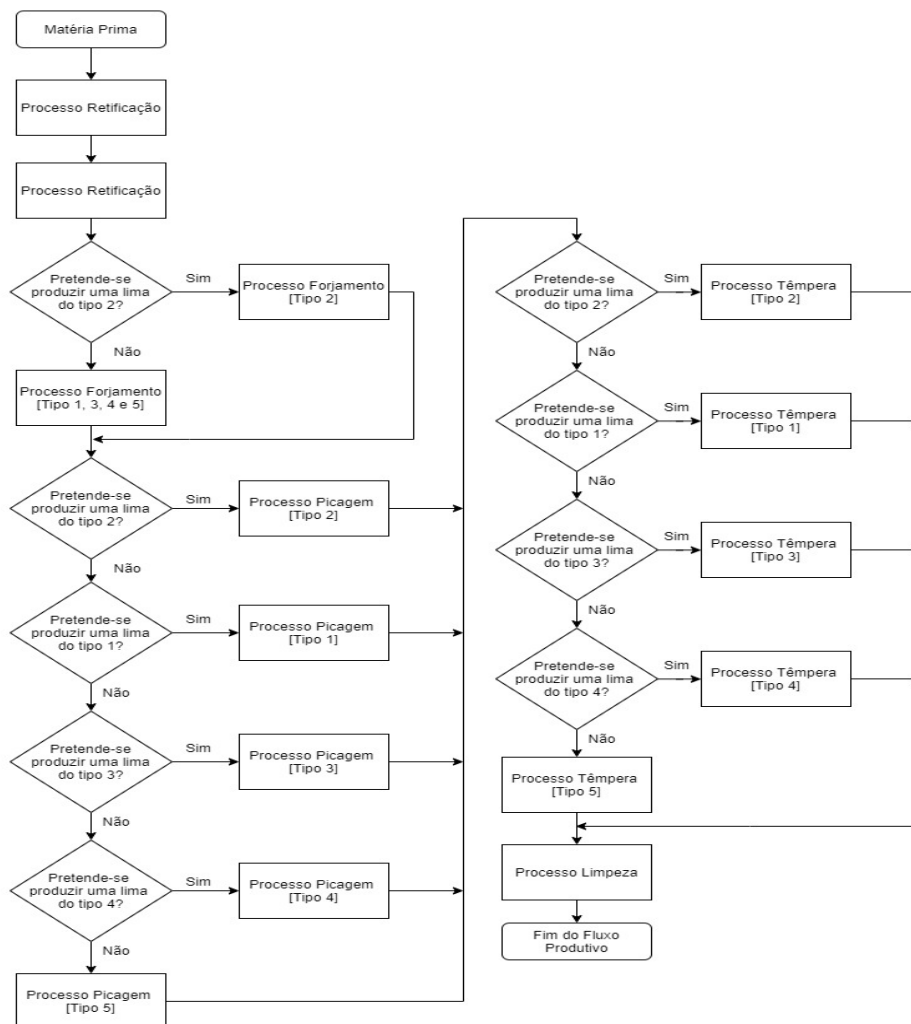 Matéria Prima
Processo Retificação
Processo Retificação
Pretende-se
produzir uma lima
do tipo 2?
Sim
Processo Forjamento
[Tipo 2]
Não
Processo Forjamento
[Tipo 1, 3, 4 e 5]
Pretende-se
produzir uma lima
do tipo 2?
Sim
Processo Picagem
[Tipo 2]
Não
Pretende-se
produzir uma lima
do tipo 1?
Sim
Processo Picagem
[Tipo 1]
Não
Pretende-se
produzir uma lima
do tipo 3?
Sim
Processo Picagem
[Tipo 3]
Não
Pretende-se
produzir uma lima
do tipo 4?
Sim
Processo Picagem
[Tipo 4]
Não
Processo Picagem
[Tipo 5]
Pretende-se
produzir uma lima
do tipo 2?
Sim
Processo Têmpera
[Tipo 2]
Não
Pretende-se
produzir uma lima
do tipo 1?
Sim
Processo Têmpera
[Tipo 1]
Não
Pretende-se
produzir uma lima
do tipo 3?
Sim
Processo Têmpera
[Tipo 3]
Não
Pretende-se
produzir uma lima
do tipo 4?
Sim
Processo Têmpera
[Tipo 4]
Não
Processo Têmpera
[Tipo 5]
Processo Limpeza
Fim do Fluxo
Produtivo